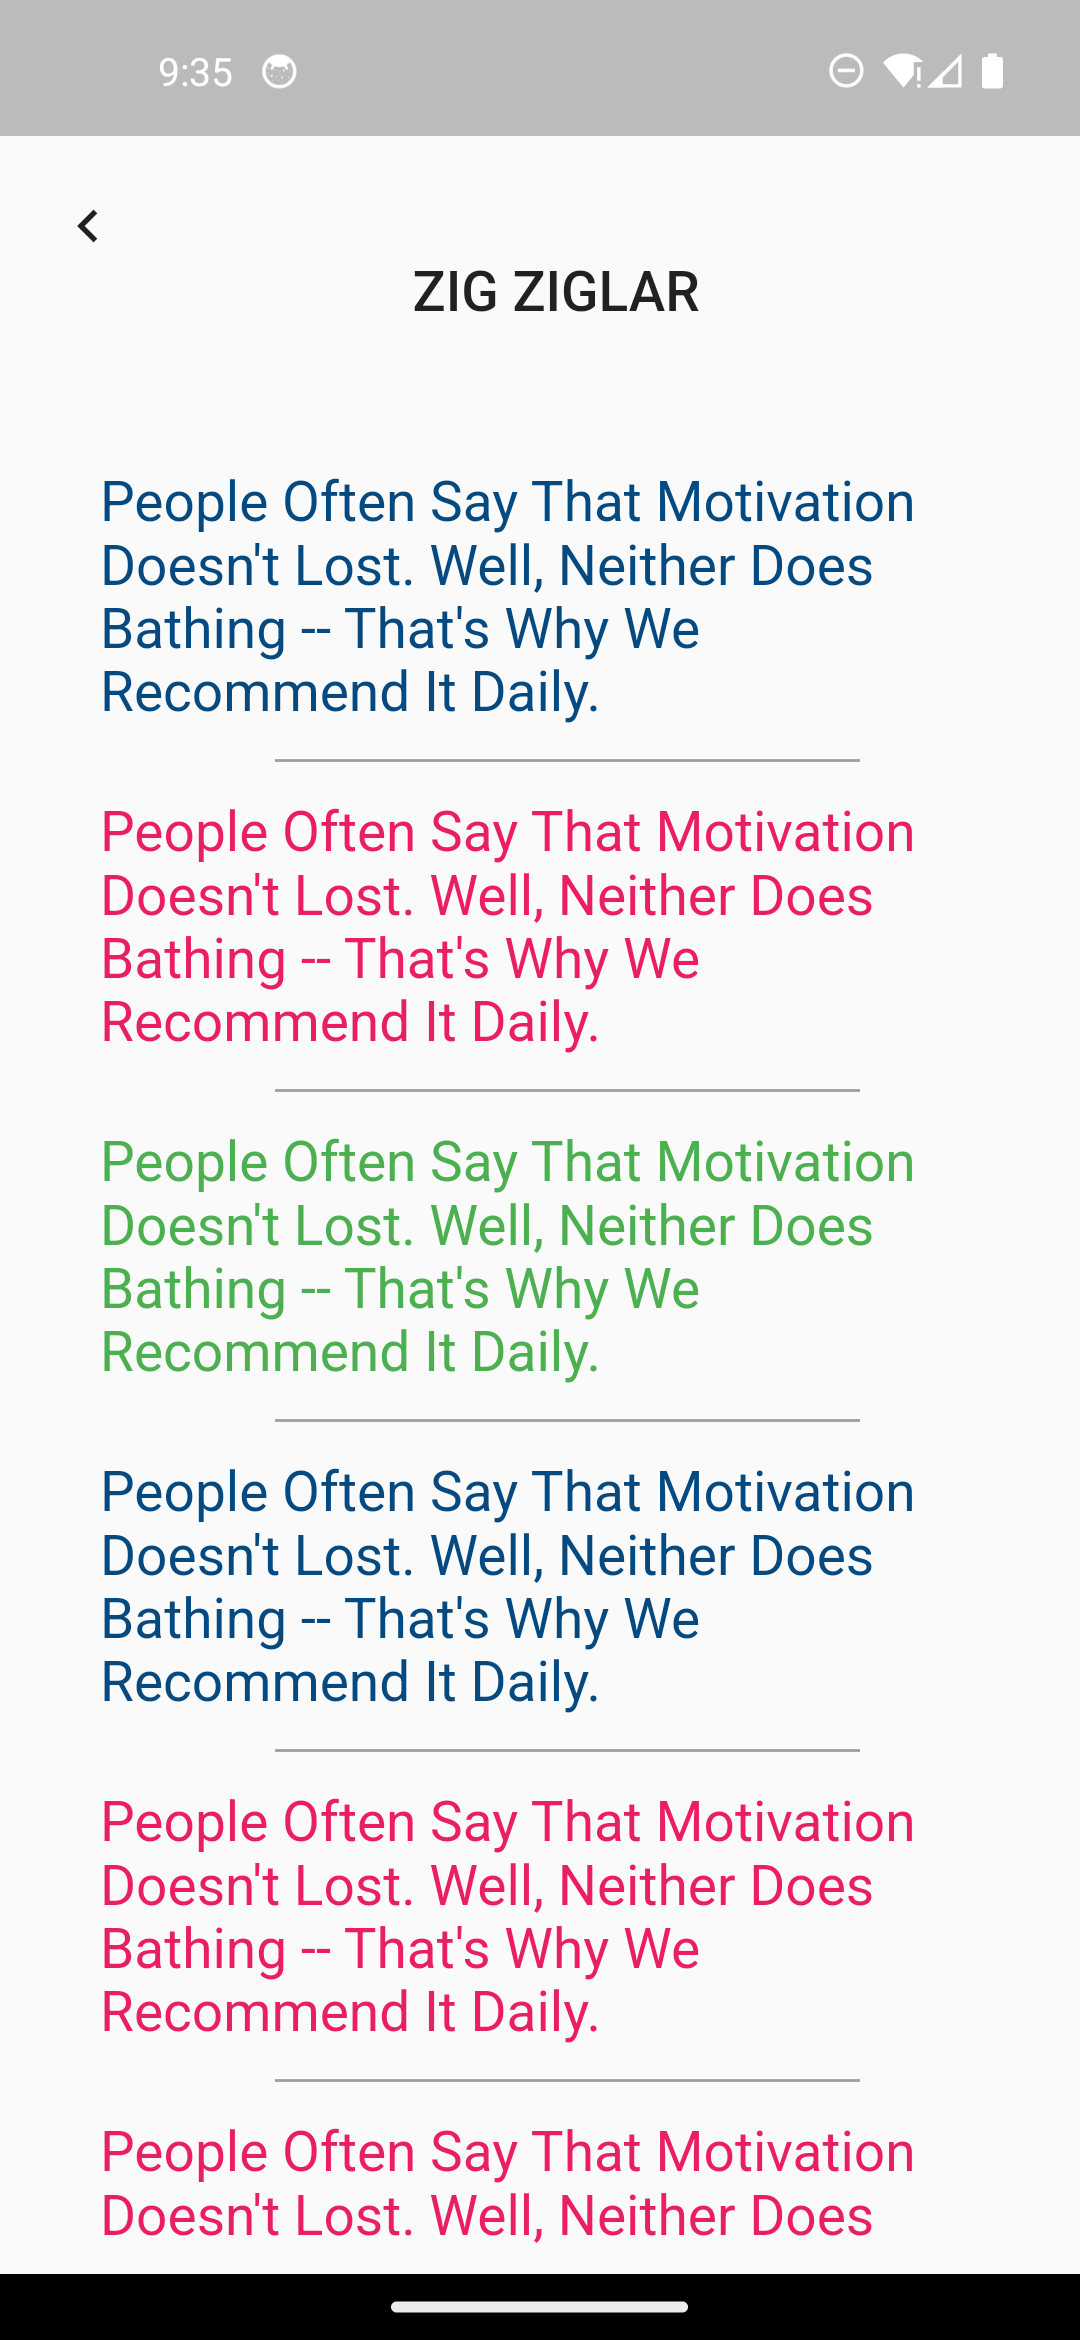 9:35
ZIG ZIGLAR
People Often Say That Motivation
Doesn't Lost. Well, Neither Does
Bathing -- That's Why We
Recommend It Daily.
People Often Say That Motivation
Doesn't Lost. Well, Neither Does
Bathing -- That's Why We
Recommend It Daily.
People Often Say That Motivation
Doesn't Lost. Well, Neither Does
Bathing -- That's Why We
Recommend It Daily.
People Often Say That Motivation
Doesn't Lost. Well, Neither Does
Bathing -- That's Why We
Recommend It Daily.
People Often Say That Motivation
Doesn't Lost. Well, Neither Does
Bathing -- That's Why We
Recommend It Daily.
People Often Say That Motivation
Doesn't Lost. Well, Neither Does